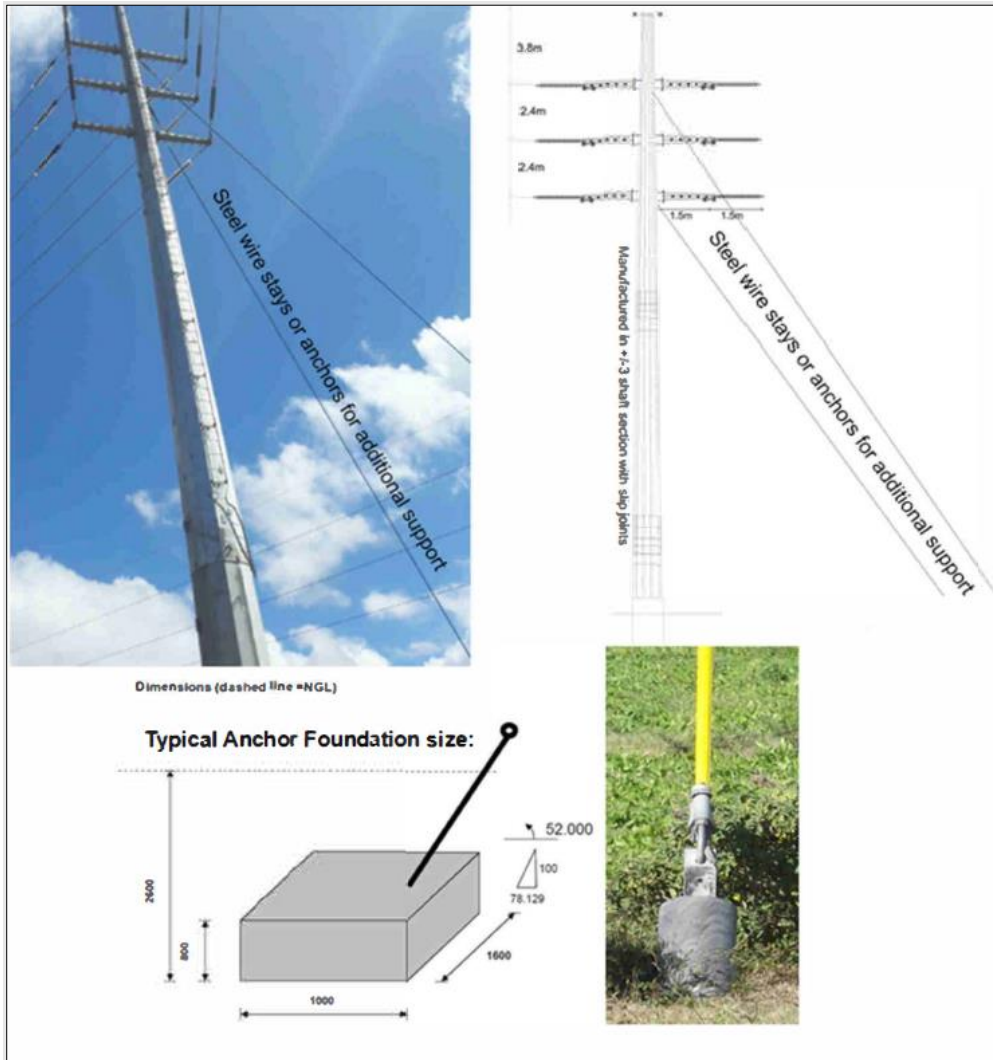 Steel wire stays or anchors for additional support
3.8m
2.4m
2.4m
1.5m
1.5m
Manufactured in +/-3 shaft section with slip joints
Steel wire stays or anchors for additional support
Dimensions (dashed line =NGL)
Typical Anchor Foundation size:
2600
800
1000
1600
52.000
100
78.129